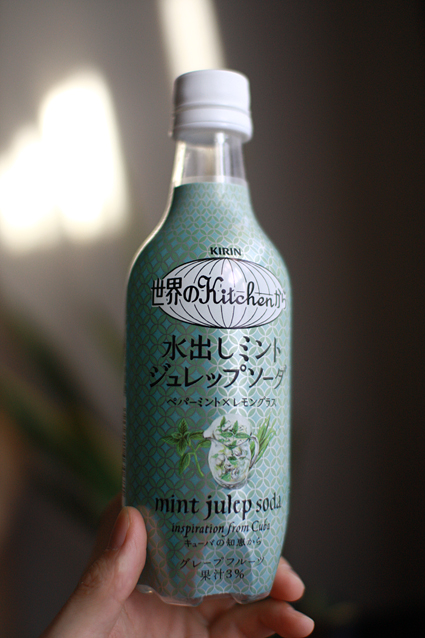 KIRIN
世界のKitchenから
水出しミント
ジュレップソーダ
ペパーミント×レモングラス
mint julep soda
inspiration from Cuba
キューバの知恵から
グレープフルーツ
果汁3%